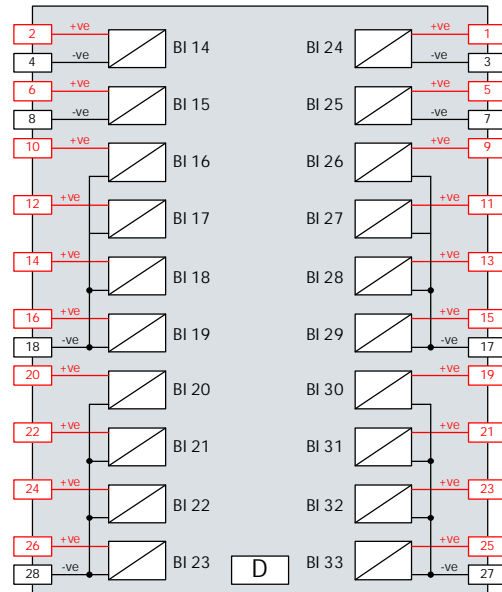 2 +ve BI 14 BI 24 +ve 1
4 -ve -ve 3
6 +ve BI 15 BI 25 +ve 5
8 -ve -ve 7
10 +ve BI 16 BI 26 +ve 9
12 +ve BI 17 BI 27 +ve 11
14 +ve BI 18 BI 28 +ve 13
16 +ve BI 19 BI 29 +ve 15
18 -ve -ve 17
20 +ve BI 20 BI 30 +ve 19
22 +ve BI 21 BI 31 +ve 21
24 +ve BI 22 BI 32 +ve 23
26 +ve BI 23 BI 33 +ve 25
28 -ve D -ve 27